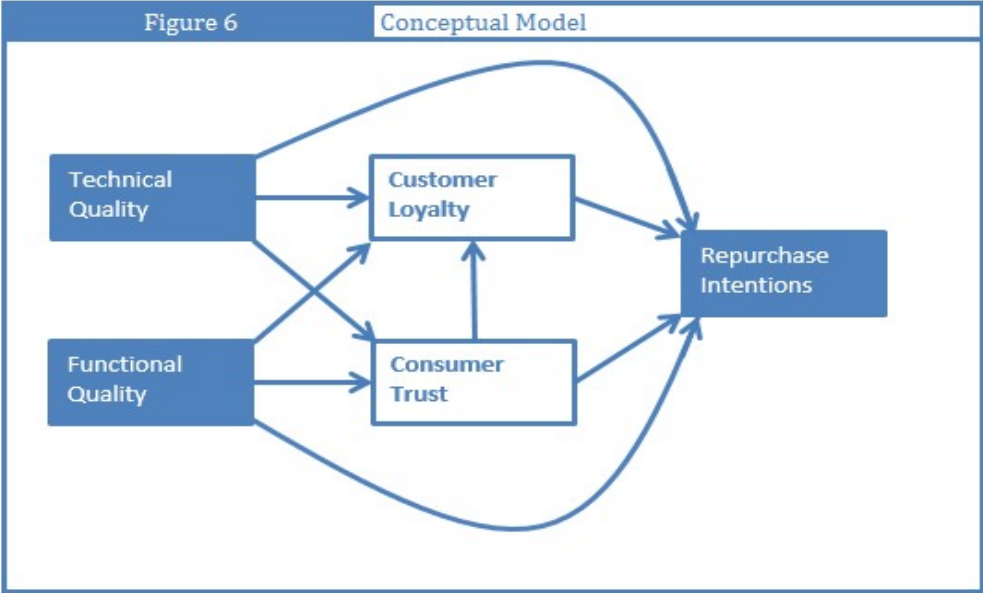 Figure 6
Conceptual Model
Technical
Quality
Customer
Loyalty
Repurchase
Intentions
Functional
Quality
Consumer
Trust